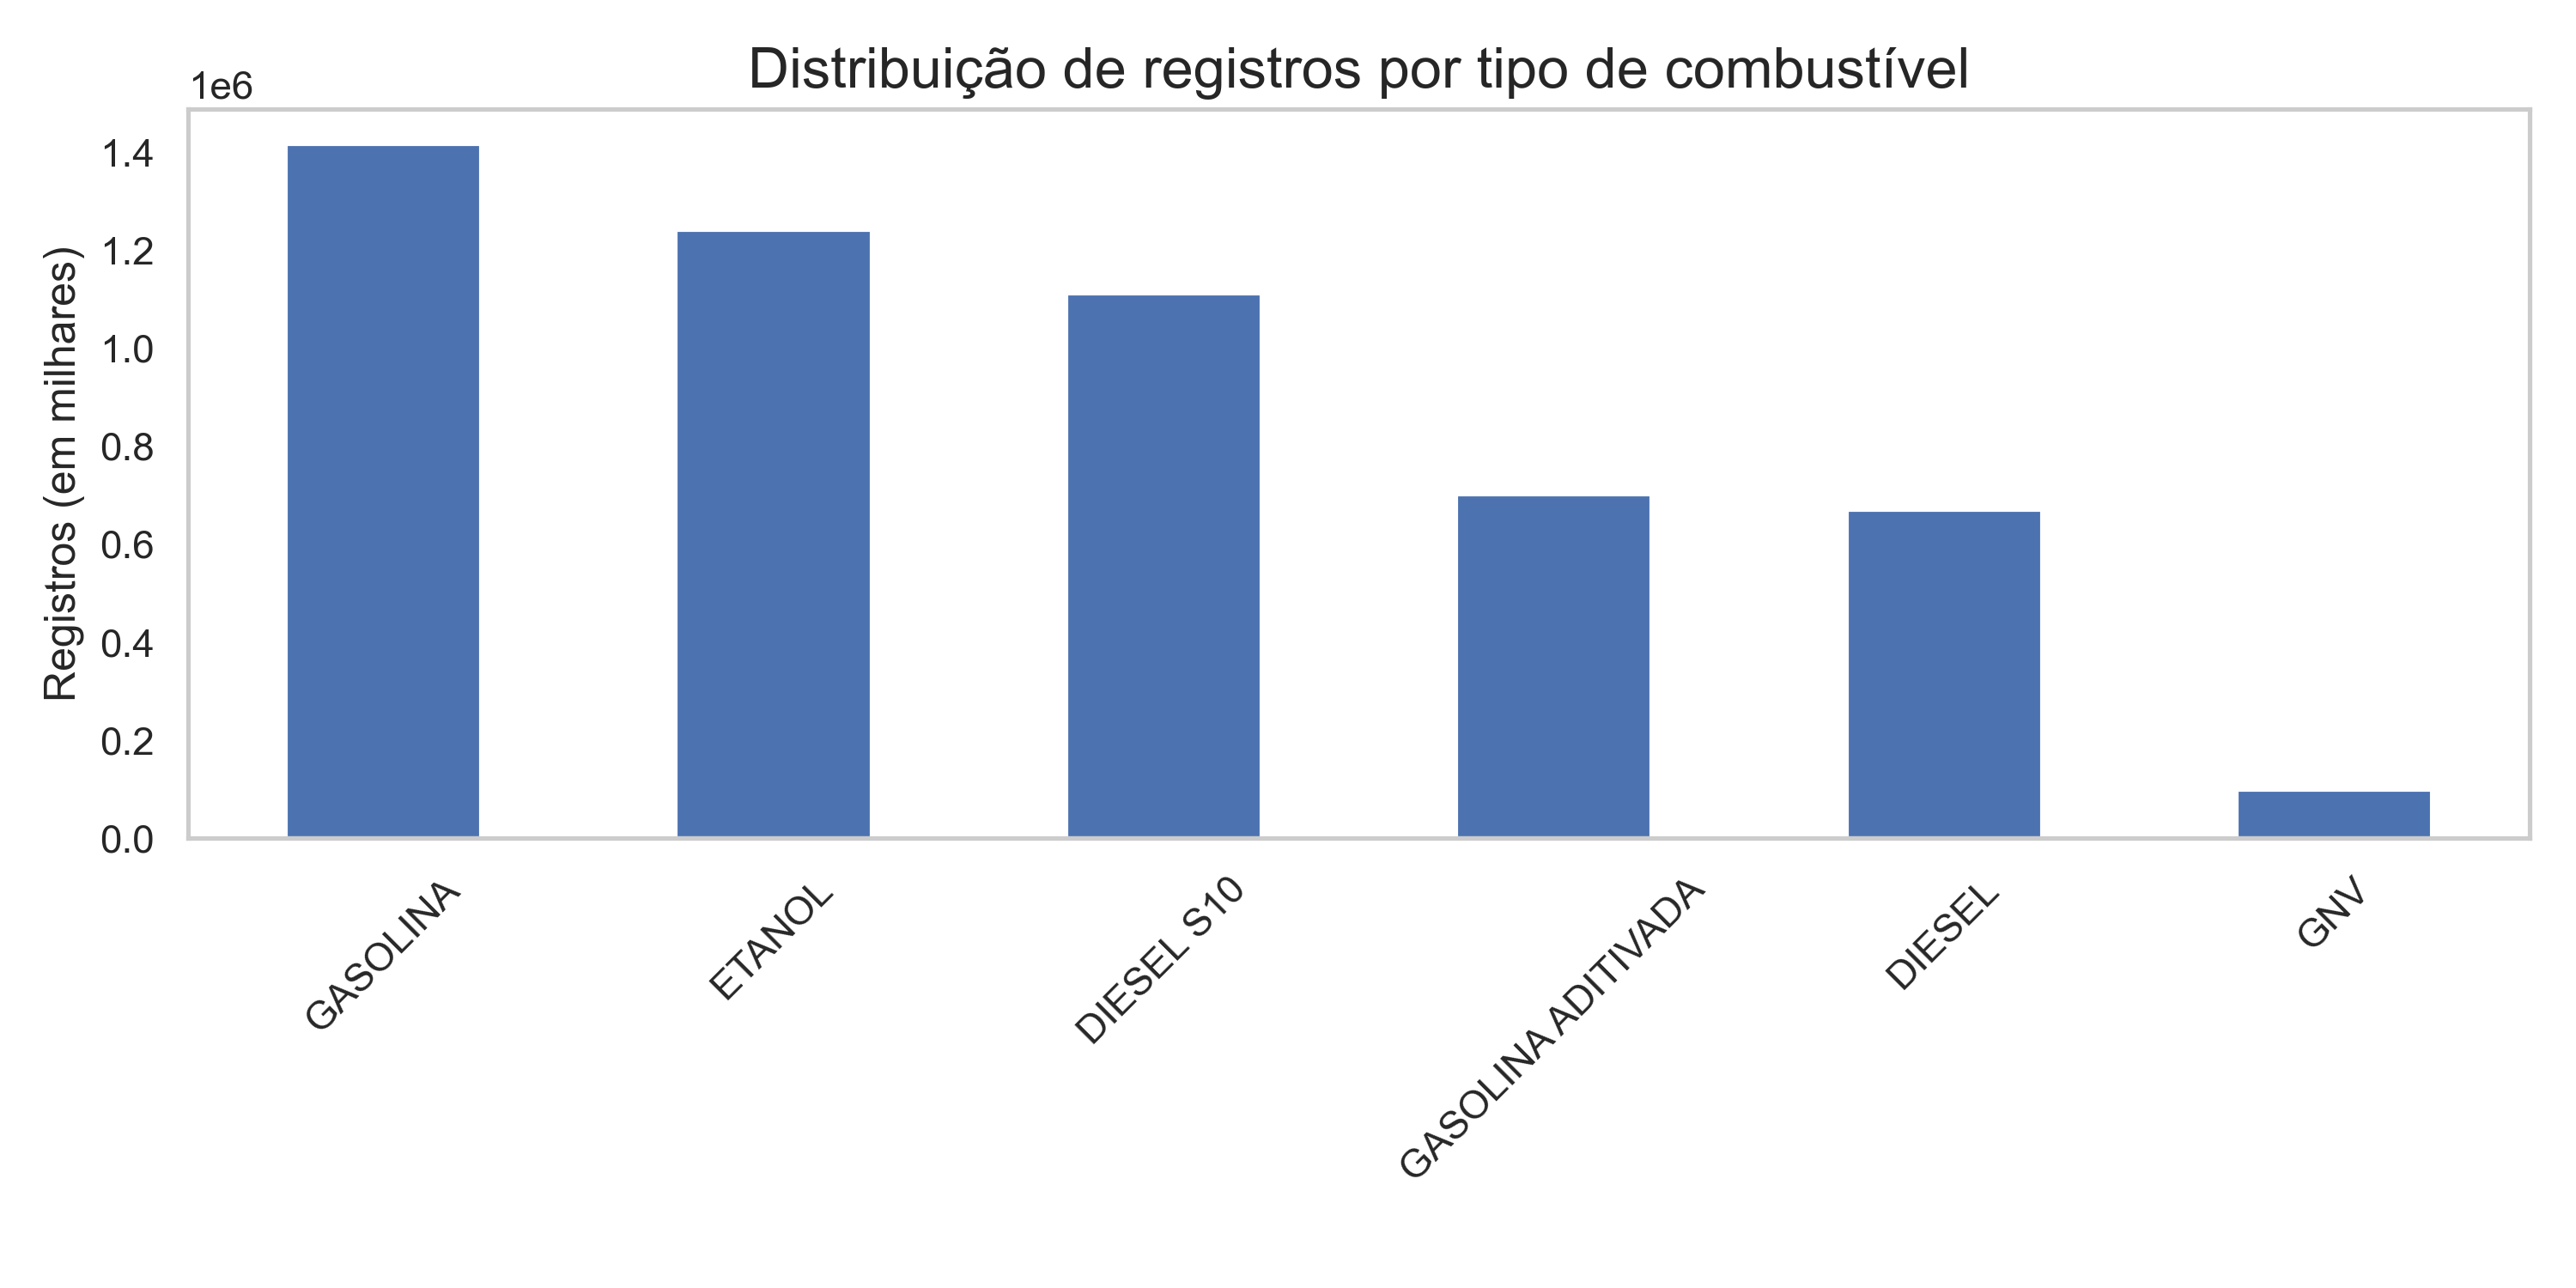 Distribuição de registros por tipo de combustível
1e6
Registros (em milhares)
1.4
1.2
1.0
0.8
0.6
0.4
0.2
0.0
GASOLINA
ETANOL
DIESEL S10
GASOLINA ADITIVADA
DIESEL
GNV